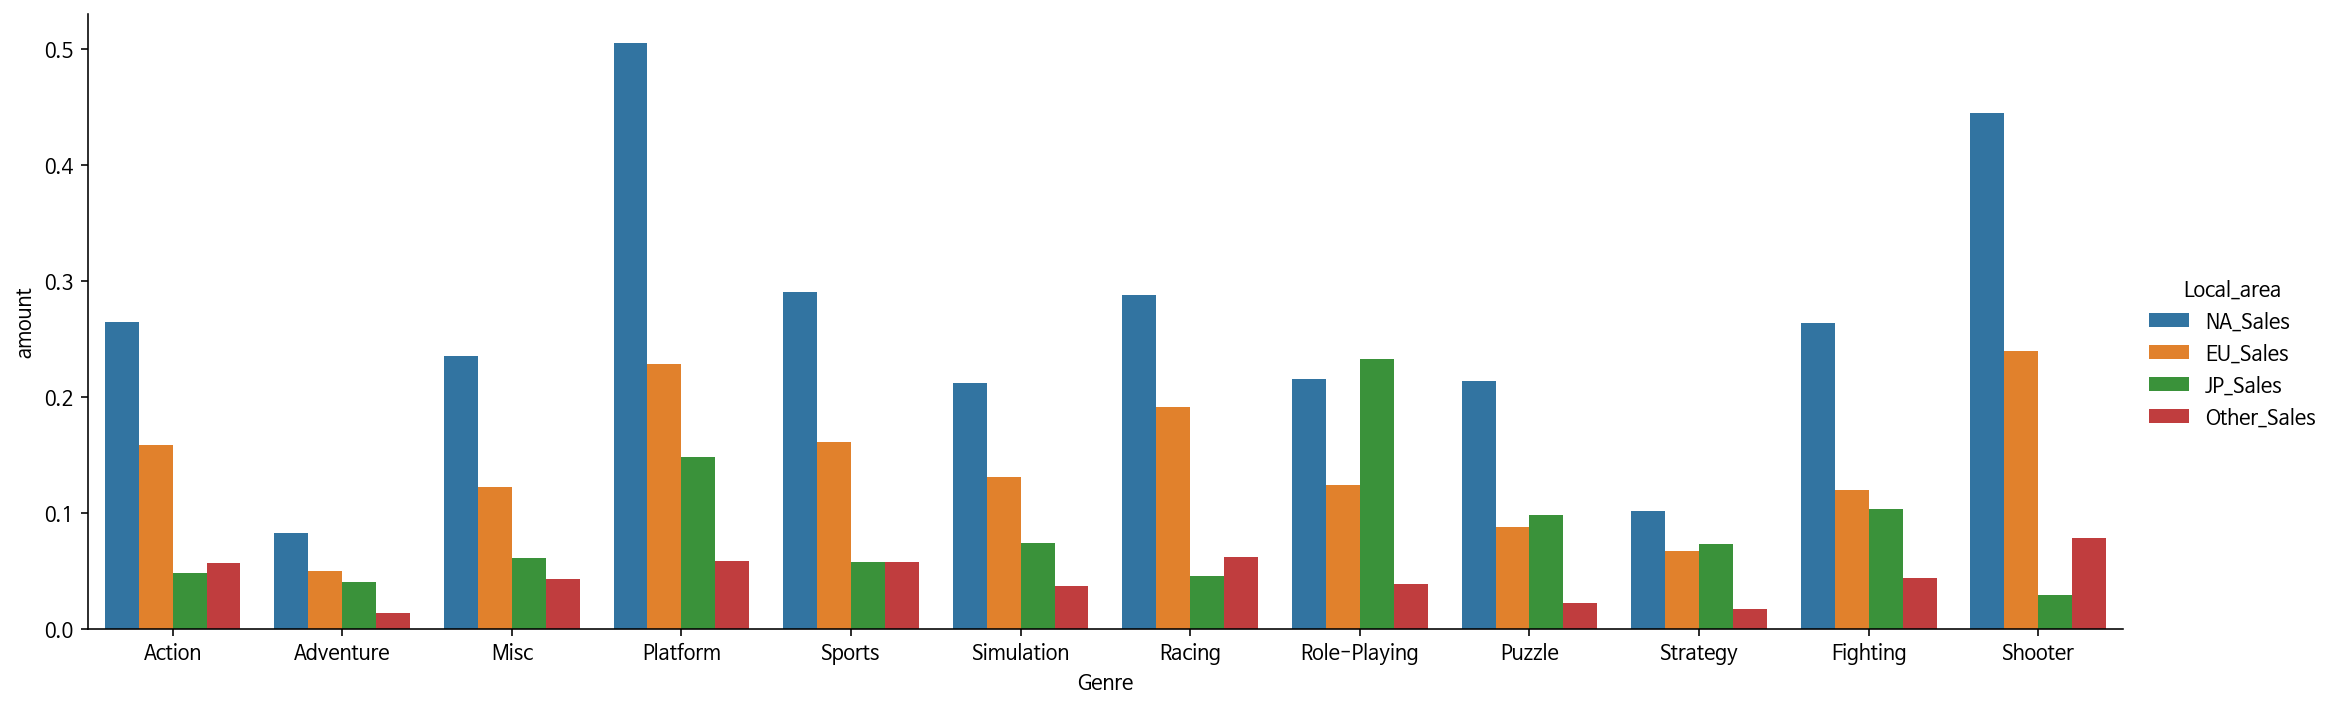 0.5
0.4
0.3
0.2
0.1
0.0
amount
Action Adventure Misc Platform Sports Simulation Racing Role-Playing Puzzle Strategy Fighting Shooter
Genre
Local_area
NA_Sales
EU_Sales
JP_Sales
Other_Sales